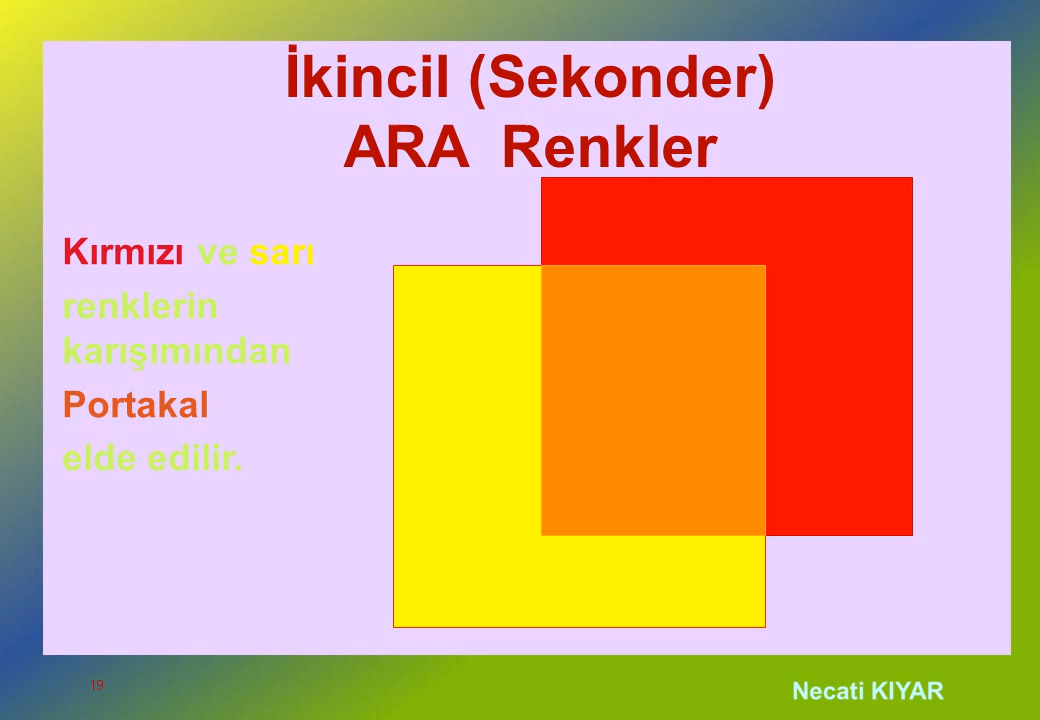 İkincil (Sekonder)
ARA Renkler
Kırmızı ve sarı
renklerin
karışımından
Portakal
elde edilir.
19
Necati KIYAR